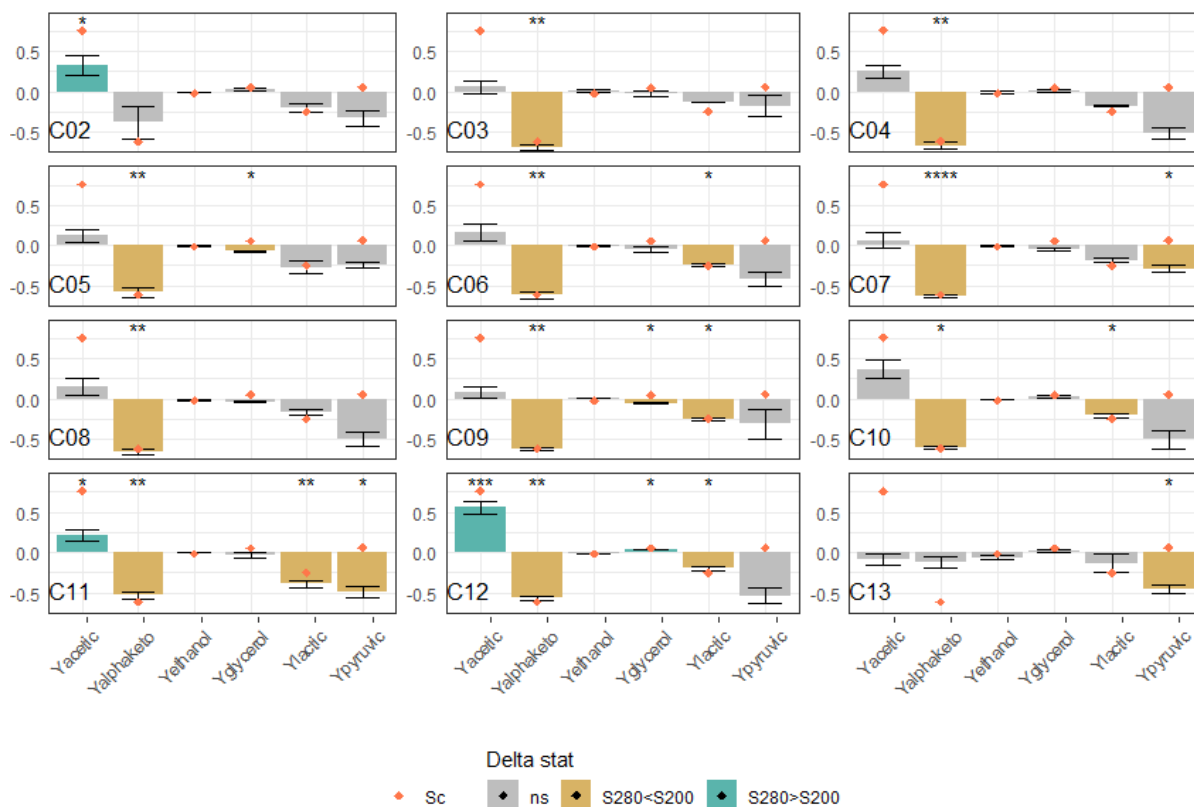 * ** **
0.5 0.5 0.5
0.0 0.0 0.0
-0.5 -0.5 -0.5
C02 C03 C04
** * ** * **** *
0.5 0.5 0.5
0.0 0.0 0.0
-0.5 -0.5 -0.5
C05 C06 C07
** ** * * * *
0.5 0.5 0.5
0.0 0.0 0.0
-0.5 -0.5 -0.5
C08 C09 C10
* ** ** * *** ** * * *
0.5 0.5 0.5
0.0 0.0 0.0
-0.5 -0.5 -0.5
C11 C12 C13
Yacetic Yalphaketo Yethanol Yglycerol Ylactic Ypyruvic Yacetic Yalphaketo Yethanol Yglycerol Ylactic Ypyruvic Yacetic Yalphaketo Yethanol Yglycerol Ylactic Ypyruvic
Delta stat
Sc ns S280<S200 S280>S200